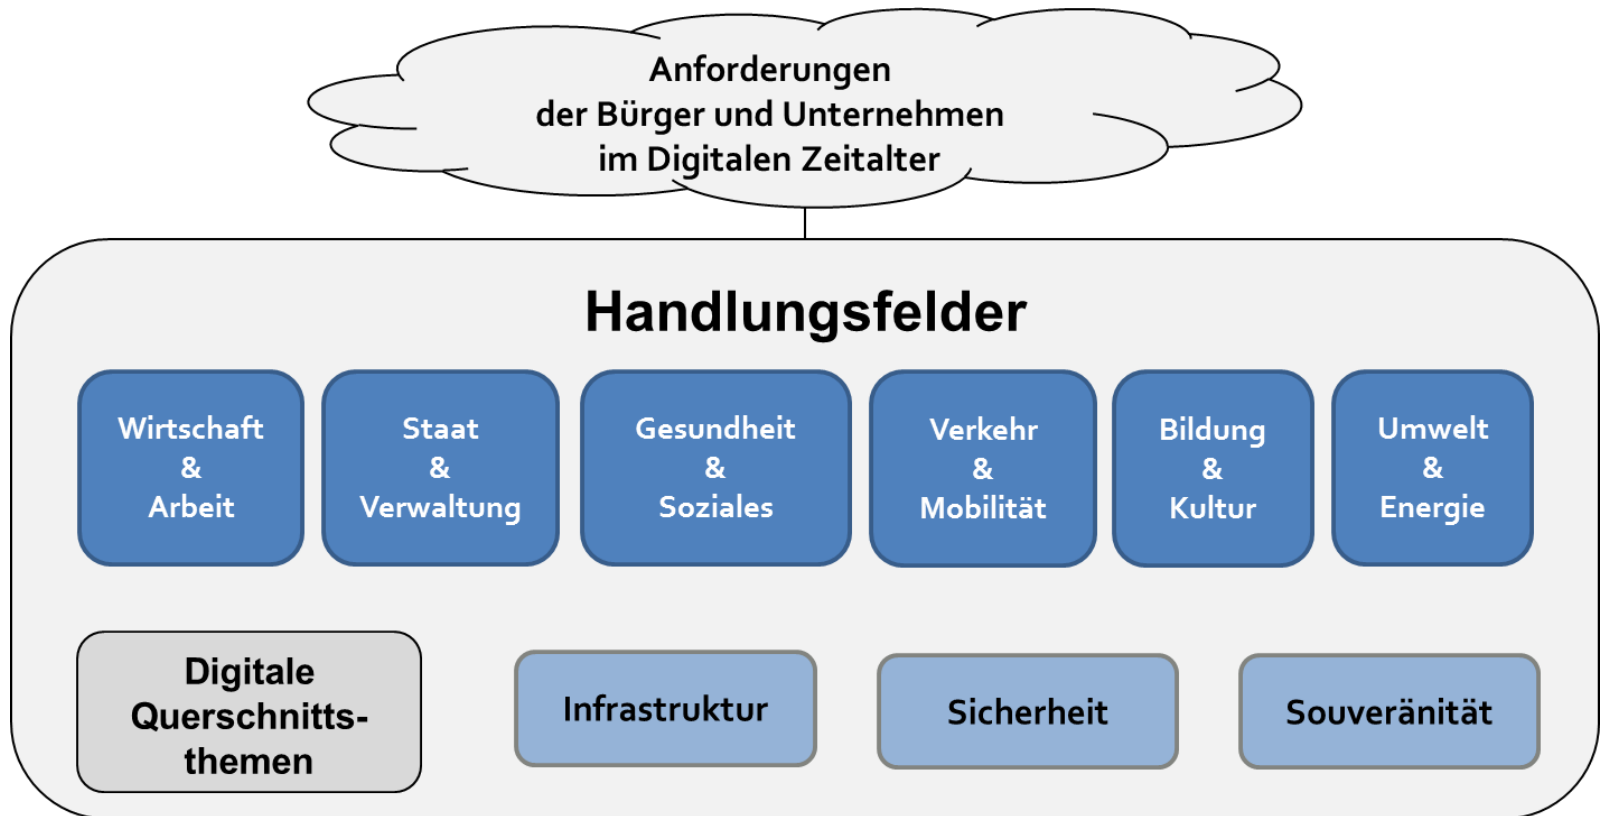 Anforderungen
der Bürger und Unternehmen
im Digitalen Zeitalter
Handlungsfelder
Wirtschaft
&
Arbeit
Staat
&
Verwaltung
Gesundheit
&
Soziales
Verkehr
&
Mobilität
Bildung
&
Kultur
Umwelt
&
Energie
Digitale
Querschnitts-
themen
Infrastruktur
Sicherheit
Souveränität